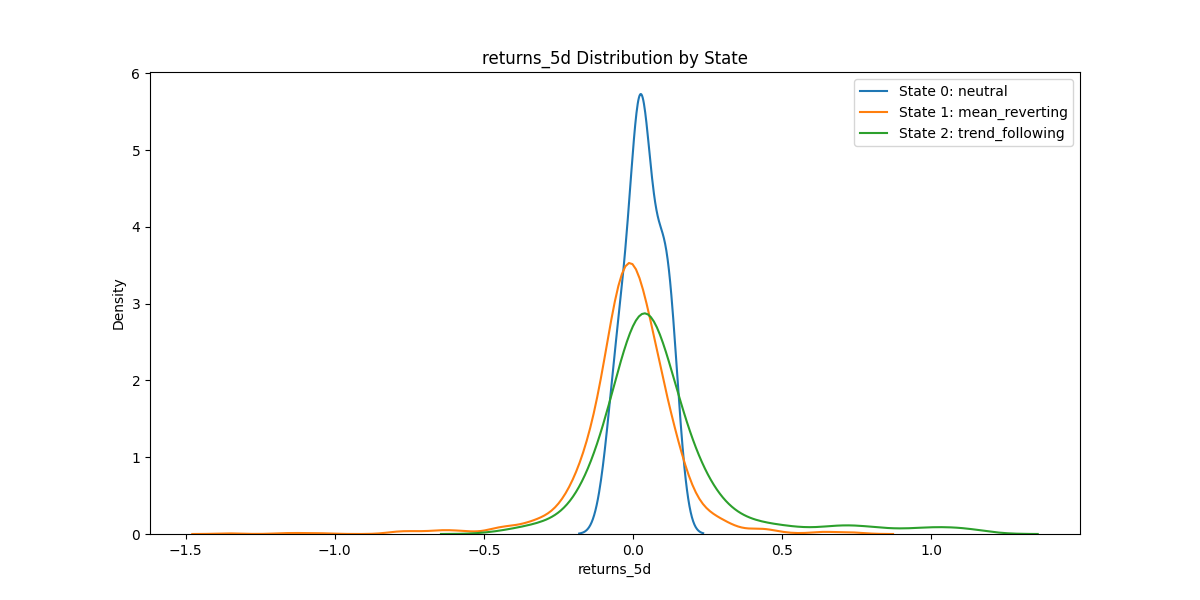 returns_5d Distribution by State
State 0: neutral
State 1: mean_reverting
State 2: trend_following
Density
6
5
4
3
2
1
0
−1.5
−1.0
−0.5
0.0
0.5
1.0
returns_5d